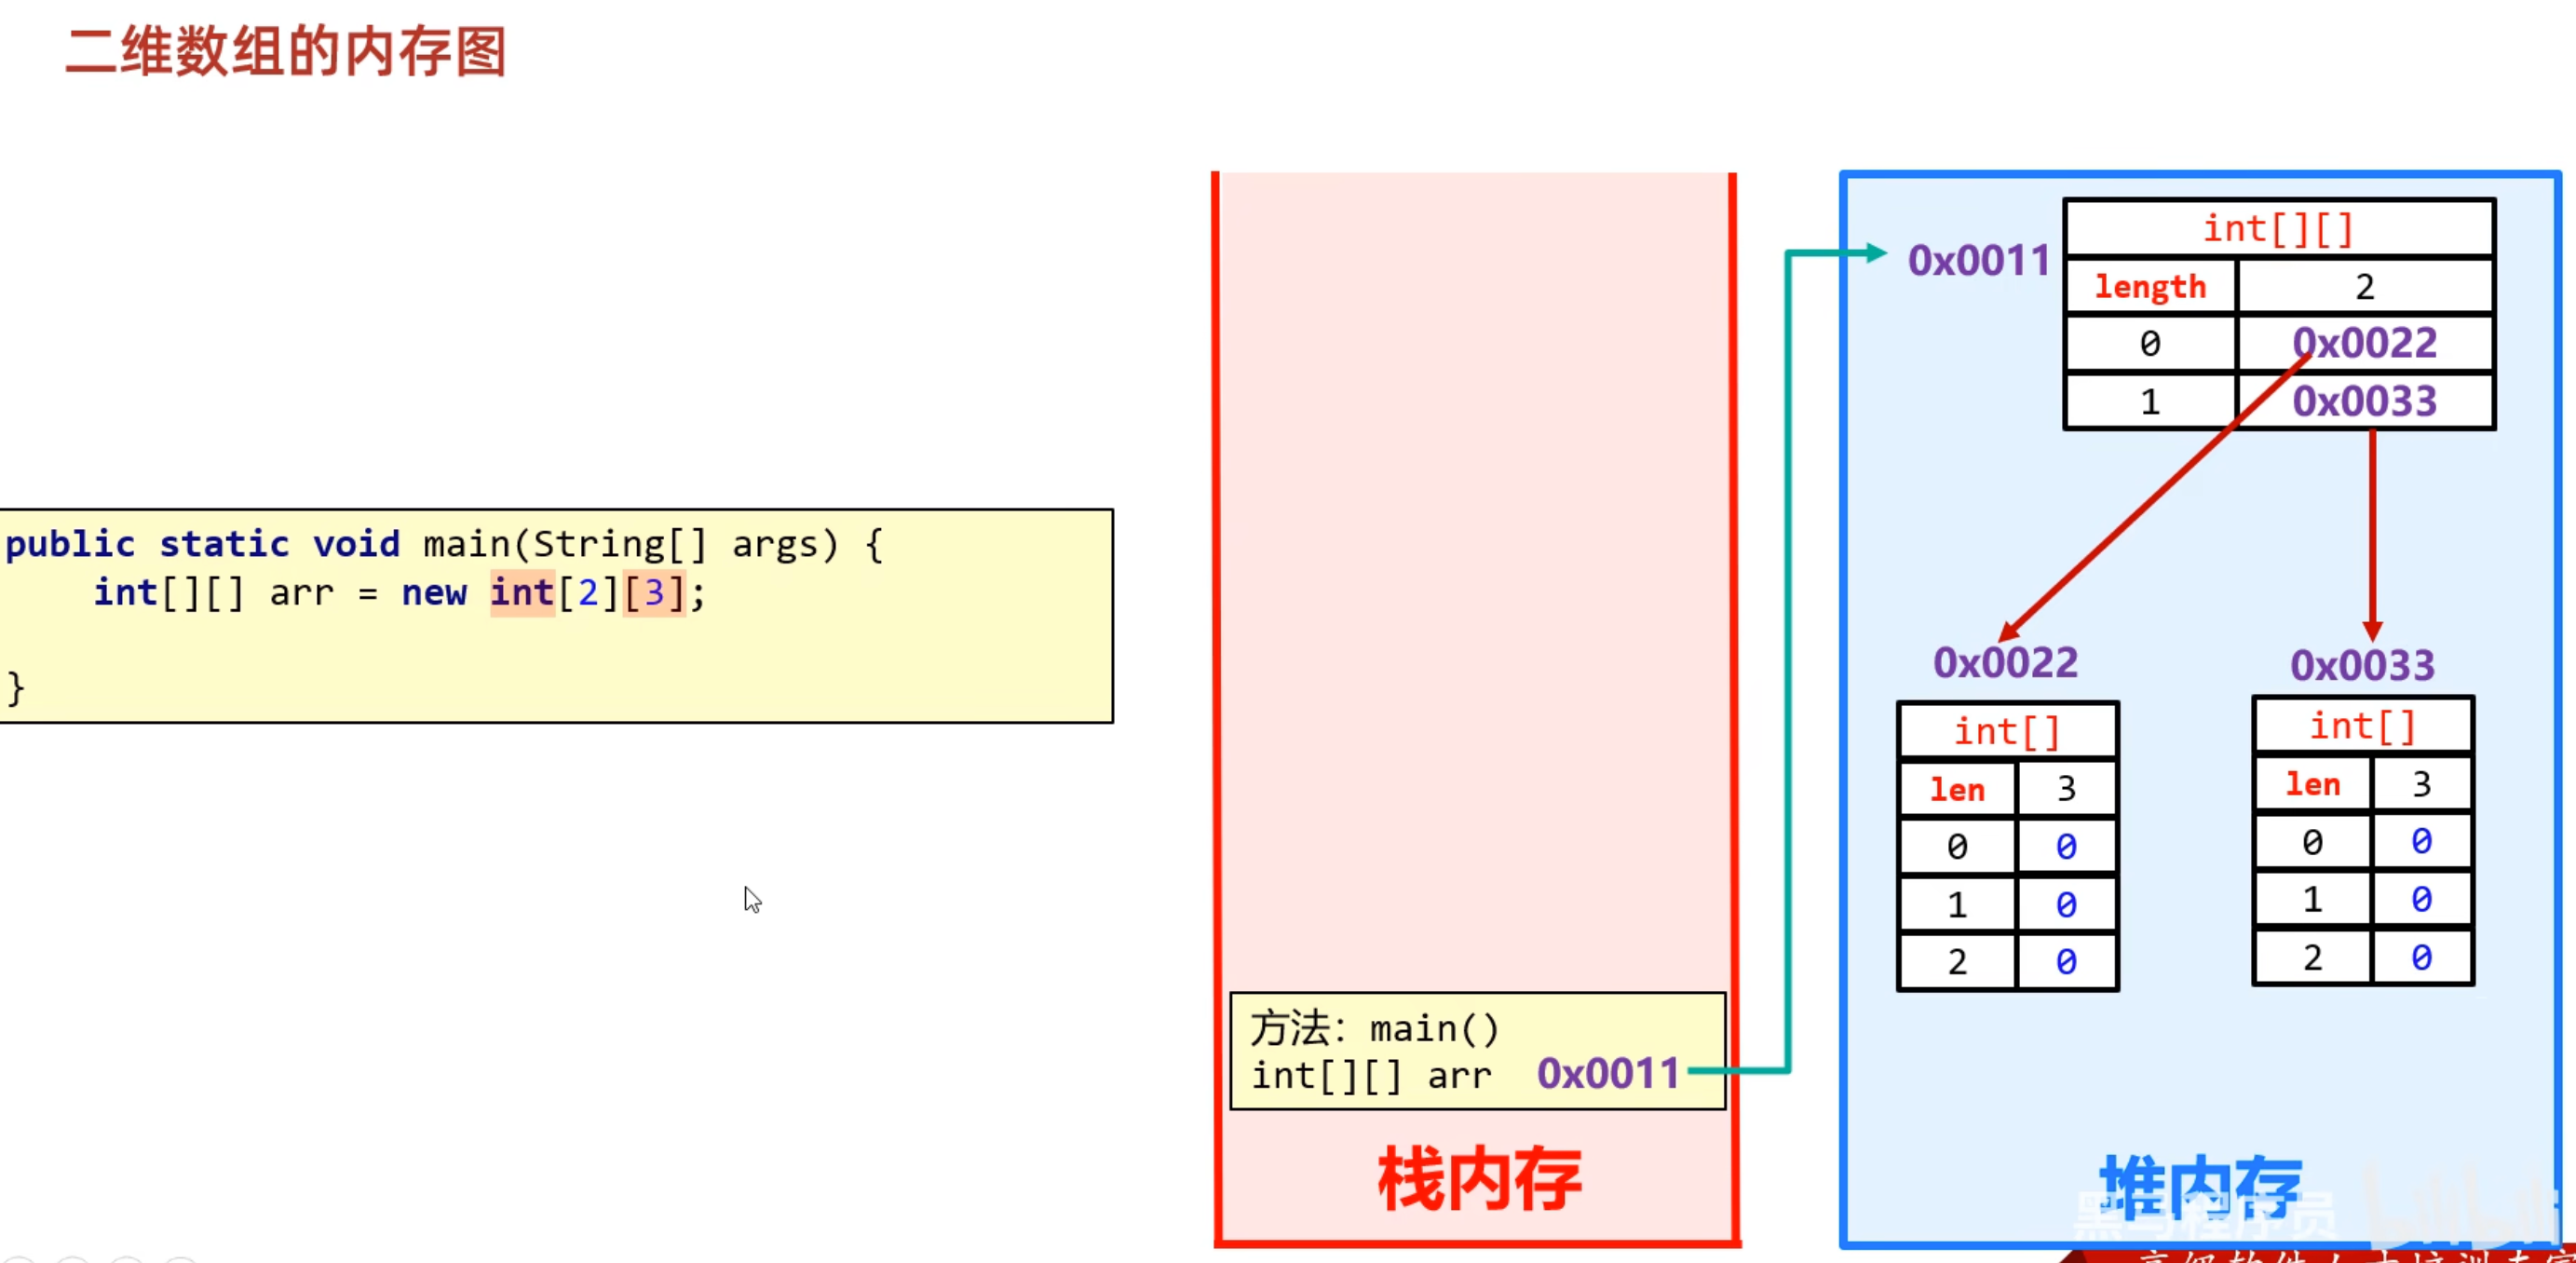 二维数组的内存图
public static void main(String[] args) {
int[][] arr = new int[2][3];
}
方法：main()
int[][] arr 0x0011
栈内存
0x0011
int[][]
length 2
0 0x0022
1 0x0033
0x0022
int[]
len 3
0 0
1 0
2 0
0x0033
int[]
len 3
0 0
1 0
2 0
堆内存
黑马程序员
bilibili